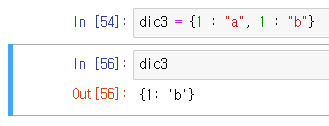 In [54]: dic3 = {1 : "a", 1 : "b"}
In [56]: dic3
Out[56]: {1: 'b'}